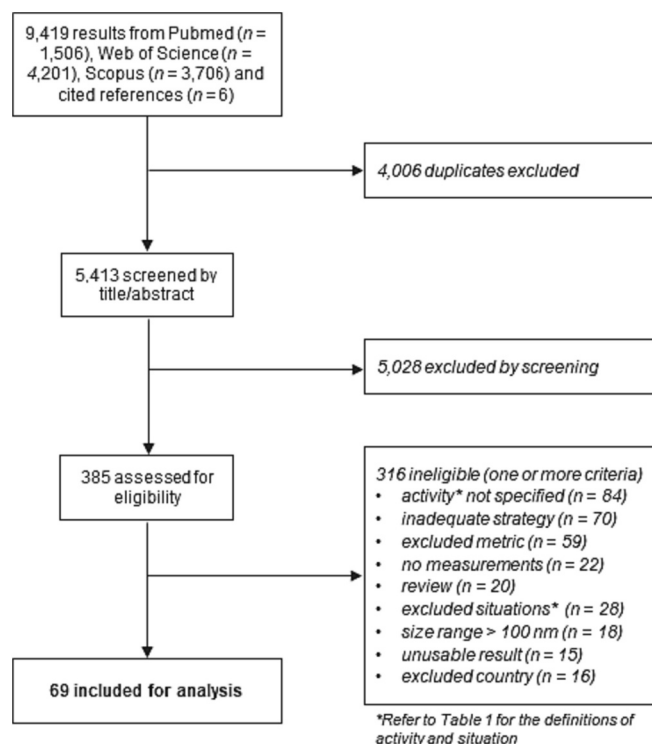 9,419 results from Pubmed (n =
1,506), Web of Science (n =
4,201), Scopus (n = 3,706) and
cited references (n = 6)
4,006 duplicates excluded
5,413 screened by
title/abstract
5,028 excluded by screening
385 assessed for
eligibility
316 ineligible (one or more criteria)
• activity* not specified (n = 84)
• inadequate strategy (n = 70)
• excluded metric (n = 59)
• no measurements (n = 22)
• review (n = 20)
• excluded situations* (n = 28)
• size range > 100 nm (n = 18)
• unusable result (n = 15)
• excluded country (n = 16)
69 included for analysis
*Refer to Table 1 for the definitions of
activity and situation